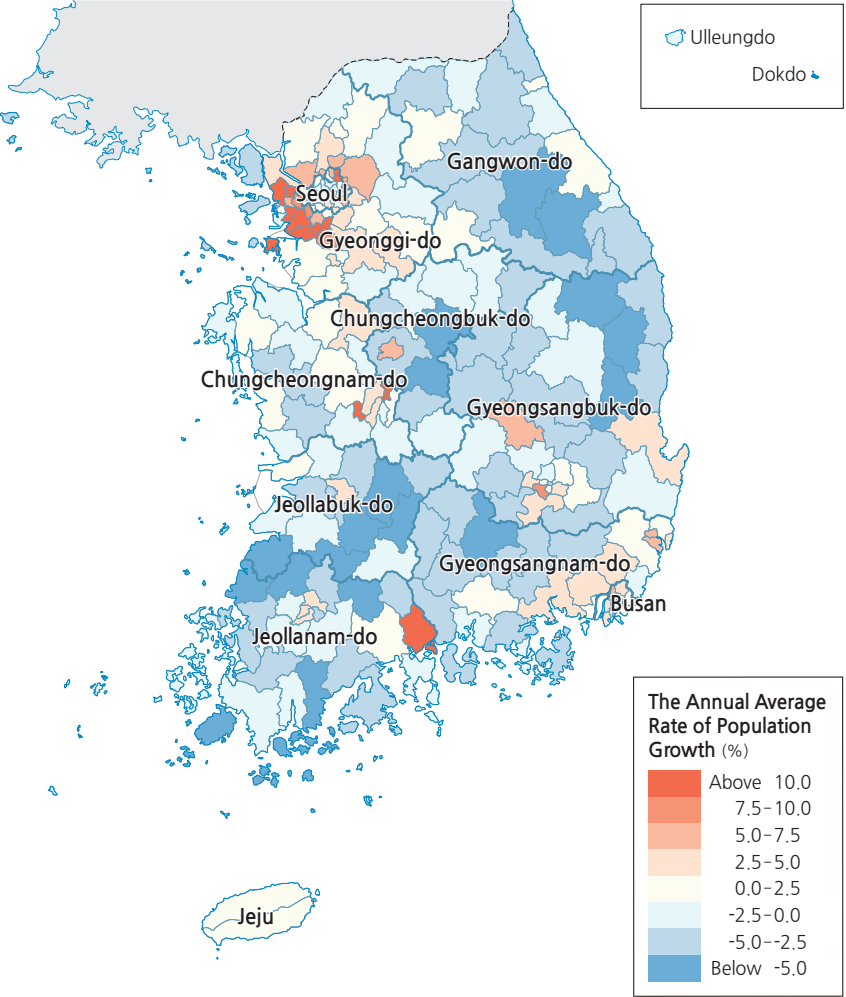 Ulleungdo
Dokdo
Gangwon-do
Seoul
Gyeonggi-do
Chungcheongbuk-do
Chungcheongnam-do
Gyeongsangbuk-do
Jeollabuk-do
Gyeongsangnam-do
Busan
Jeollanam-do
Jeju
The Annual Average
Rate of Population
Growth (%)
Above 10.0
7.5-10.0
5.0-7.5
2.5-5.0
0.0-2.5
-2.5-0.0
-5.0--2.5
Below -5.0